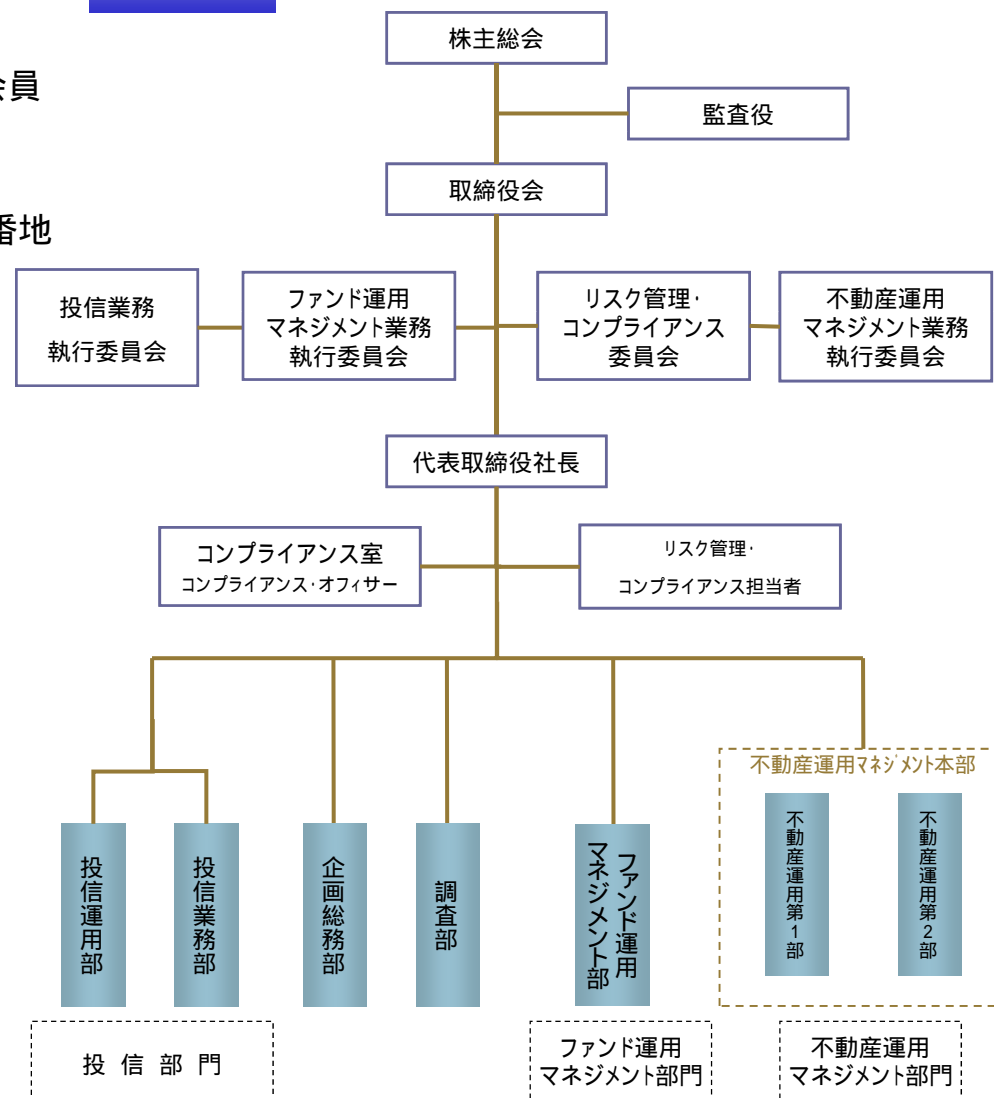 株主総会
会員
監査役
取締役会
番地
投信業務
執行委員会
ファンド運用
マネジメント業務
執行委員会
リスク管理・
コンプライアンス
委員会
不動産運用
マネジメント業務
執行委員会
代表取締役社長
コンプライアンス室
コンプライアンス・オフィサー
リスク管理・
コンプライアンス担当者
不動産運用マネジメント本部
投信運用部
投信業務部
企画総務部
調査部
ファンド運用
マネジメント部
不動産運用第1部
不動産運用第2部
投信部門
ファンド運用
マネジメント部門
不動産運用
マネジメント部門